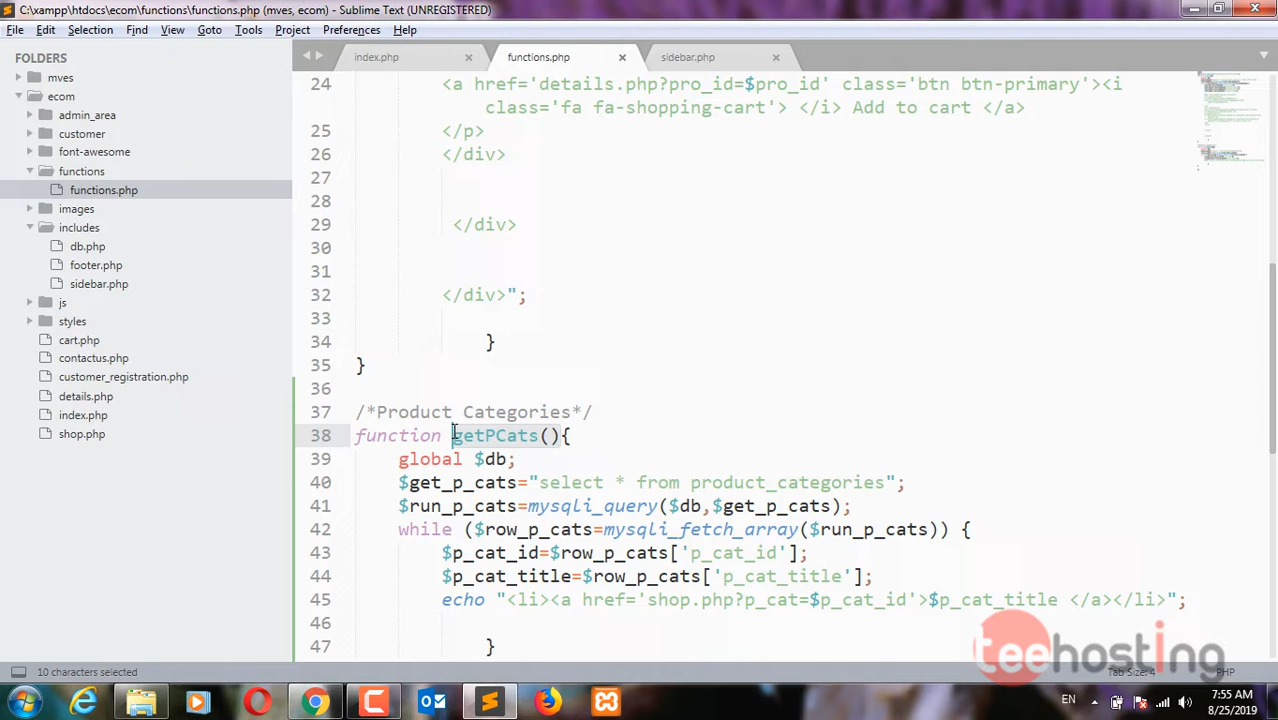 C:\xampp\htdocs\ecom\functions\functions.php (mves, ecom) - Sublime Text (UNREGISTERED)
File Edit Selection Find View Goto Tools Project Preferences Help
FOLDERS
mves
ecom
admin_area
customer
font-awesome
functions
functions.php
images
includes
db.php
footer.php
sidebar.php
js
styles
cart.php
contactus.php
customer_registration.php
details.php
index.php
shop.php
index.php × functions.php × sidebar.php ×
24 <a href='details.php?pro_id=$pro_id' class='btn btn-primary'><i
class='fa fa-shopping-cart'> </i> Add to cart </a>
25 </p>
26 </div>
27
28
29 </div>
30
31
32 </div>";
33
34 }
35 }
36
37 /*Product Categories*/
38 function getPCats(){
39 global $db;
40 $get_p_cats="select * from product_categories";
41 $run_p_cats=mysqli_query($db,$get_p_cats);
42 while ($row_p_cats=mysqli_fetch_array($run_p_cats)) {
43 $p_cat_id=$row_p_cats['p_cat_id'];
44 $p_cat_title=$row_p_cats['p_cat_title'];
45 echo "<li><a href='shop.php?p_cat=$p_cat_id'>$p_cat_title </a></li>";
46
47 }
teehosting
10 characters selected
Tab Size: 4
PHP
EN
7:55 AM
8/25/2019